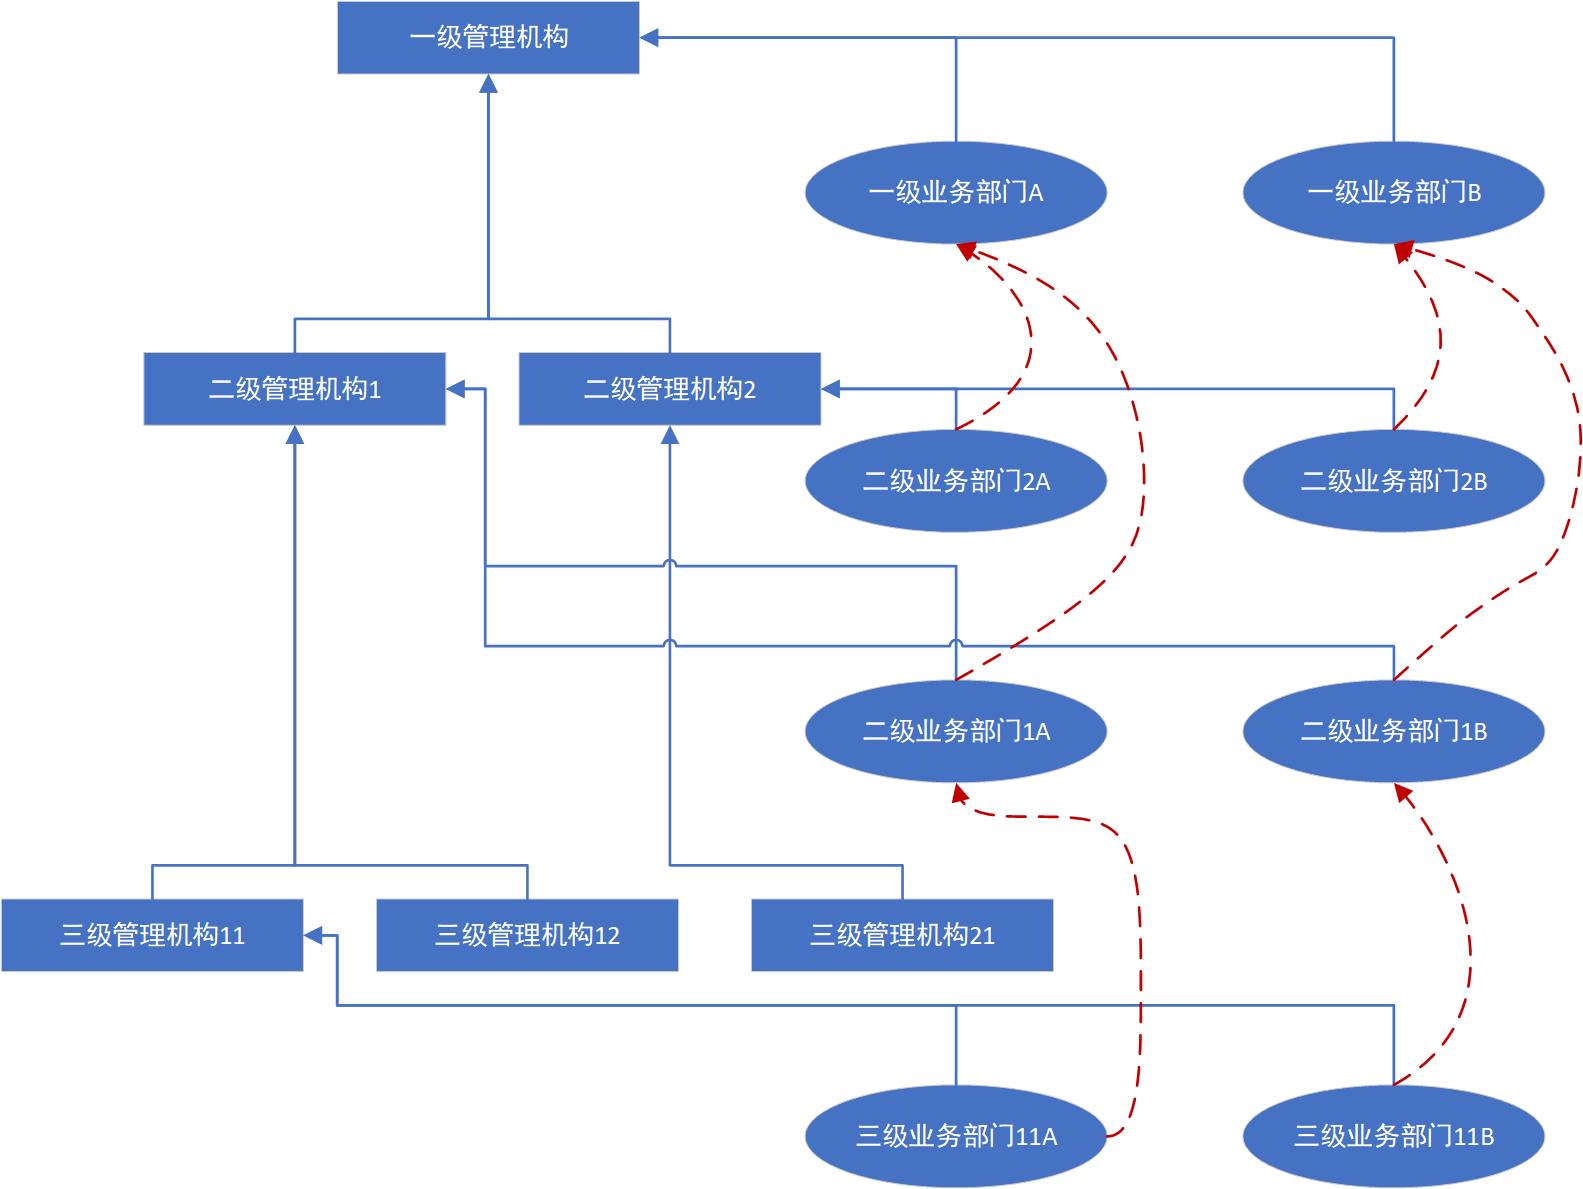 一级管理机构
一级业务部门A
一级业务部门B
二级管理机构1
二级管理机构2
二级业务部门2A
二级业务部门2B
二级业务部门1A
二级业务部门1B
三级管理机构11
三级管理机构12
三级管理机构21
三级业务部门11A
三级业务部门11B